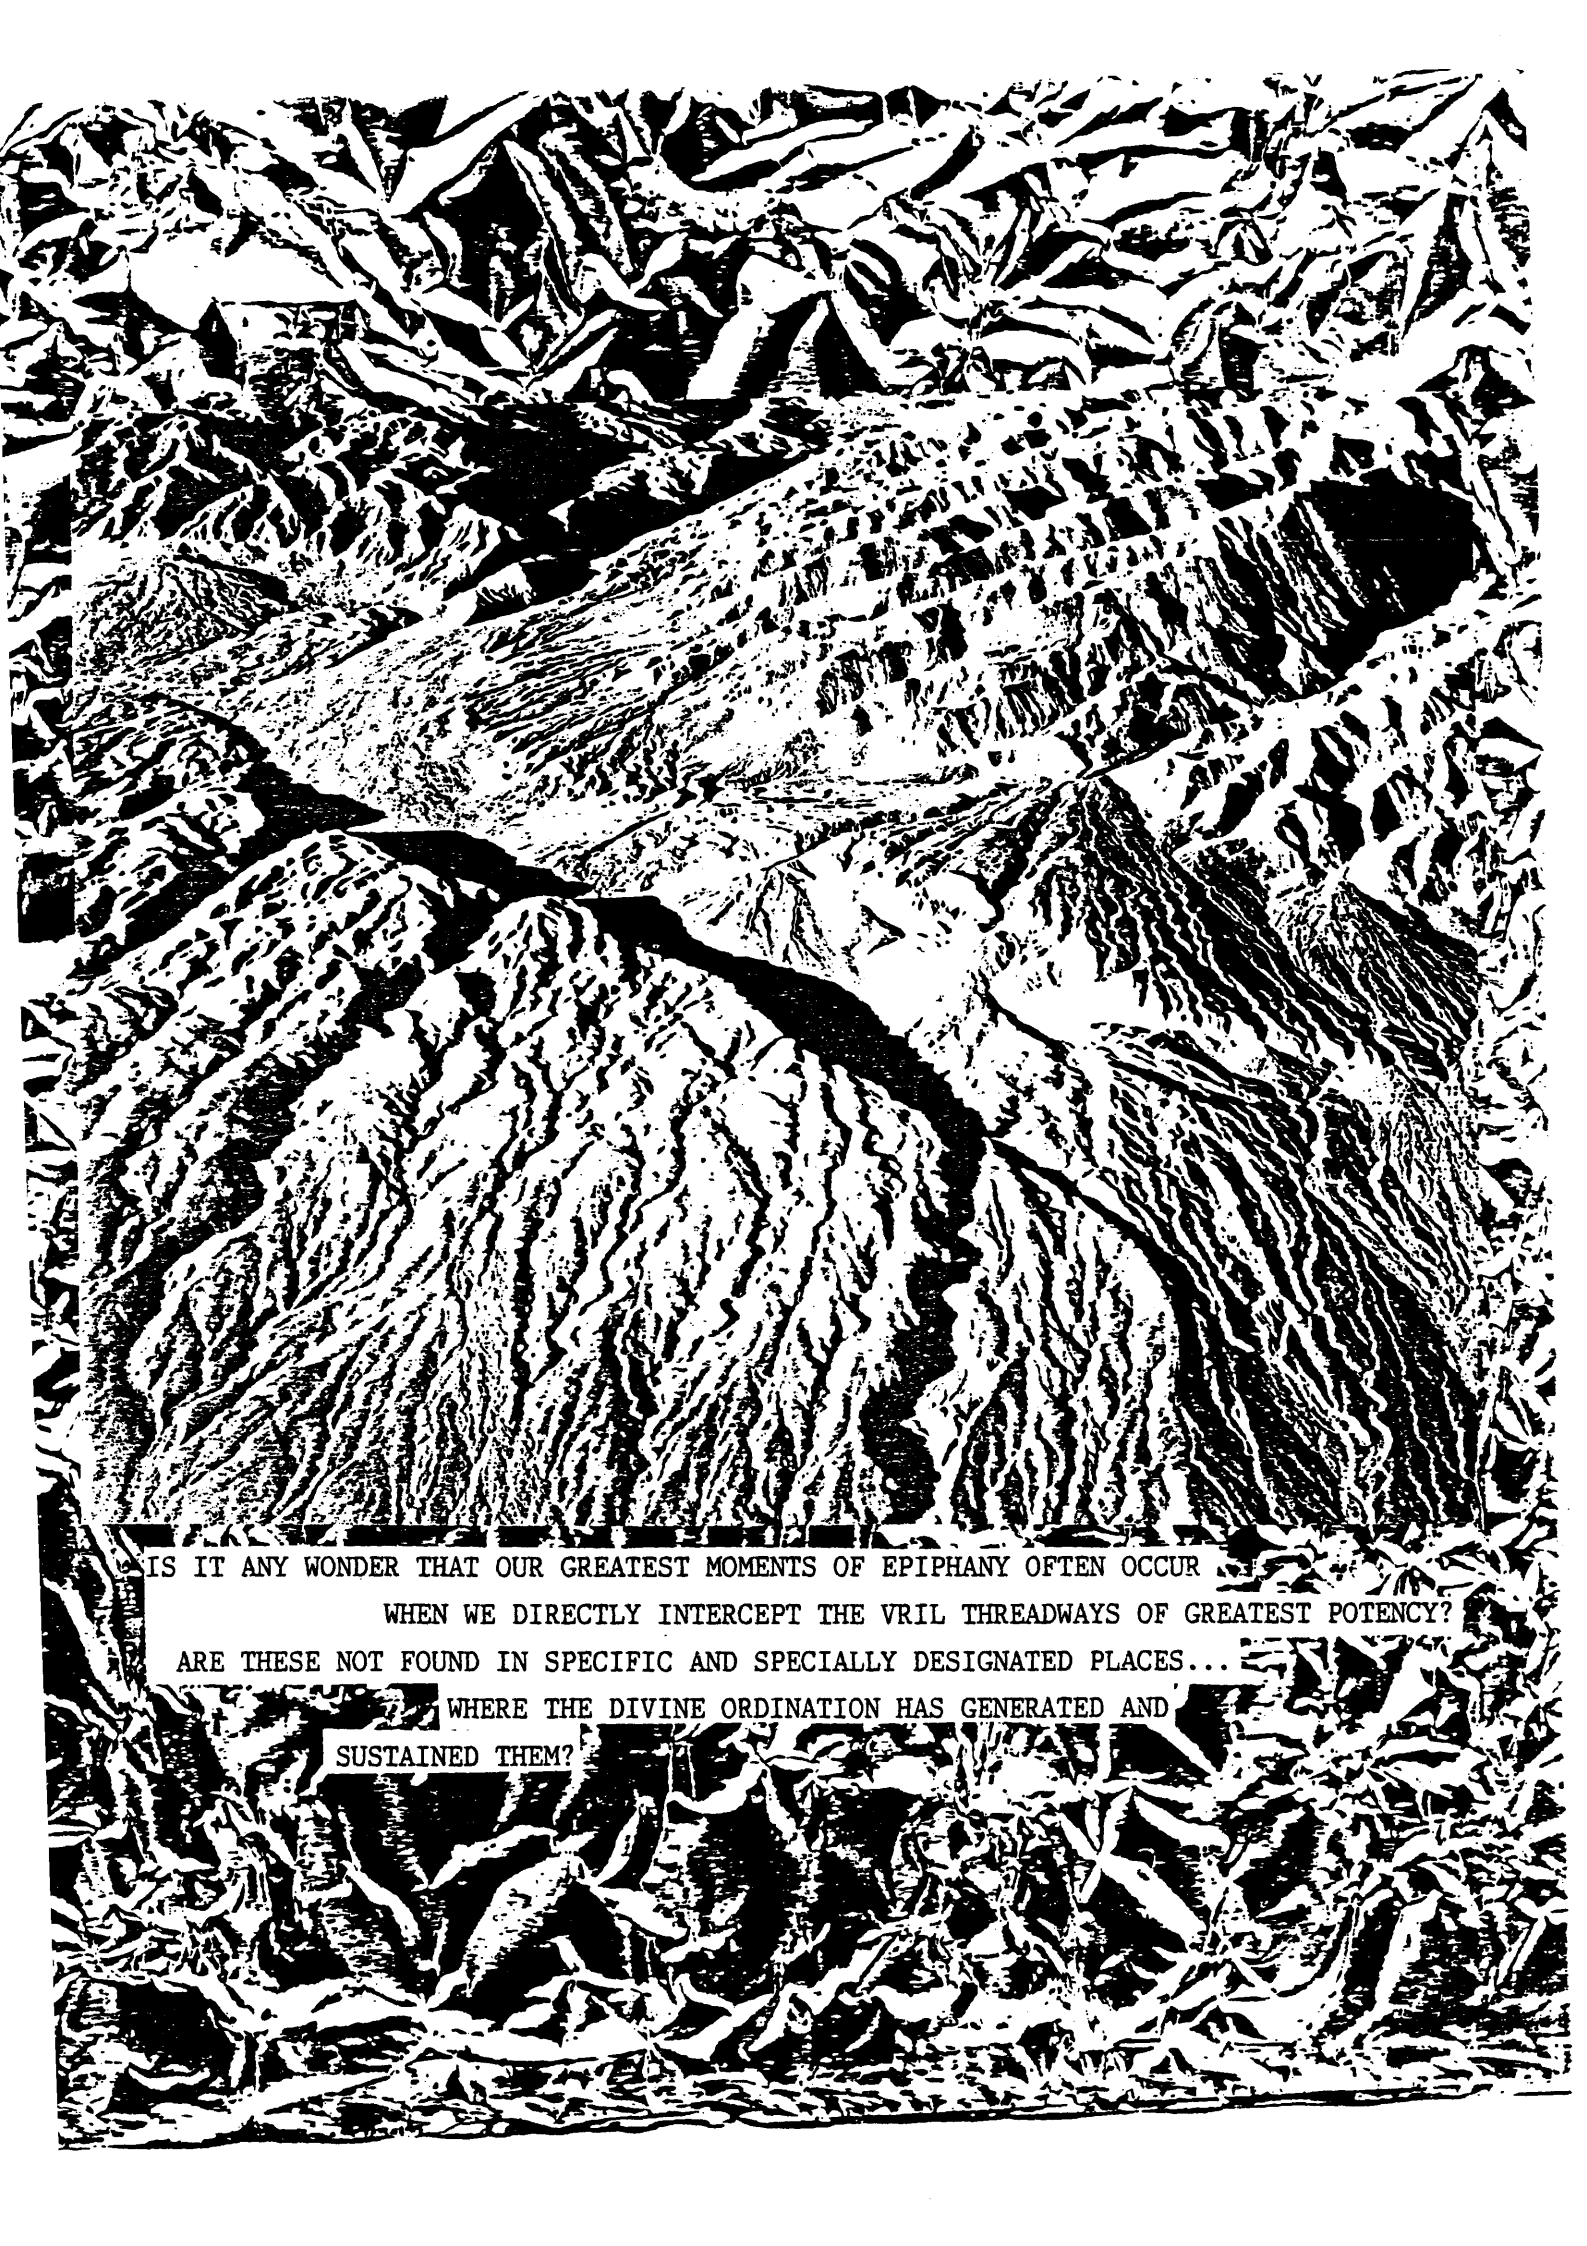 IS IT ANY WONDER THAT OUR GREATEST MOMENTS OF EPIPHANY OFTEN OCCUR
WHEN WE DIRECTLY INTERCEPT THE VRIL THREADWAYS OF GREATEST POTENCY?
ARE THESE NOT FOUND IN SPECIFIC AND SPECIALLY DESIGNATED PLACES...
WHERE THE DIVINE ORDINATION HAS GENERATED AND
SUSTAINED THEM?